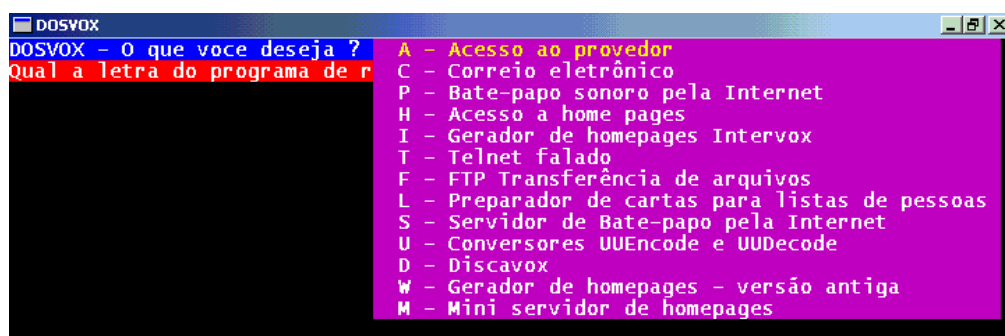 DOSVOX
DOSVOX - O que voce deseja ?
Qual a letra do programa de r
A - Acesso ao provedor
C - Correio eletrônico
P - Bate-papo sonoro pela Internet
H - Acesso a home pages
I - Gerador de homepages Intervox
T - Telnet falado
F - FTP Transferência de arquivos
L - Preparador de cartas para listas de pessoas
S - Servidor de Bate-papo pela Internet
U - Conversores UUEncode e UUDecode
D - Discavox
W - Gerador de homepages - versão antiga
M - Mini servidor de homepages